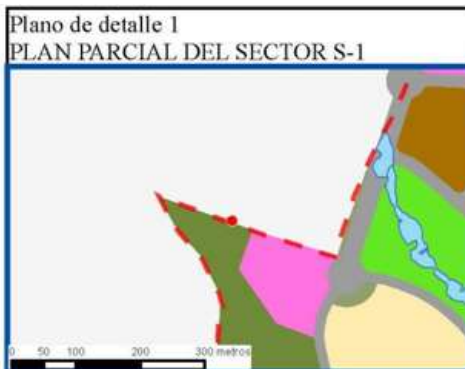 Plano de detalle 1
PLAN PARCIAL DEL SECTOR S-1
0 50 100 200 300 metros